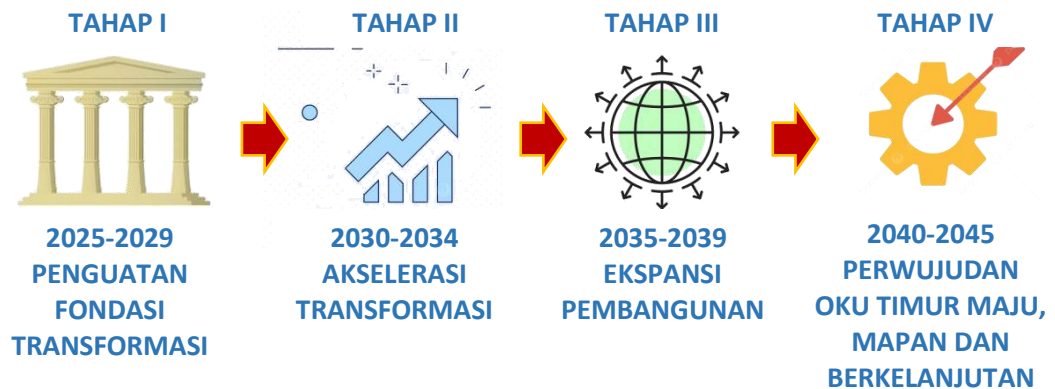 TAHAP I
2025-2029
PENGUATAN
FONDASI
TRANSFORMASI
TAHAP II
2030-2034
AKSELERASI
TRANSFORMASI
TAHAP III
2035-2039
EKSPANSI
PEMBANGUNAN
TAHAP IV
2040-2045
PERWUJUDAN
OKU TIMUR MAJU,
MAPAN DAN
BERKELANJUTAN